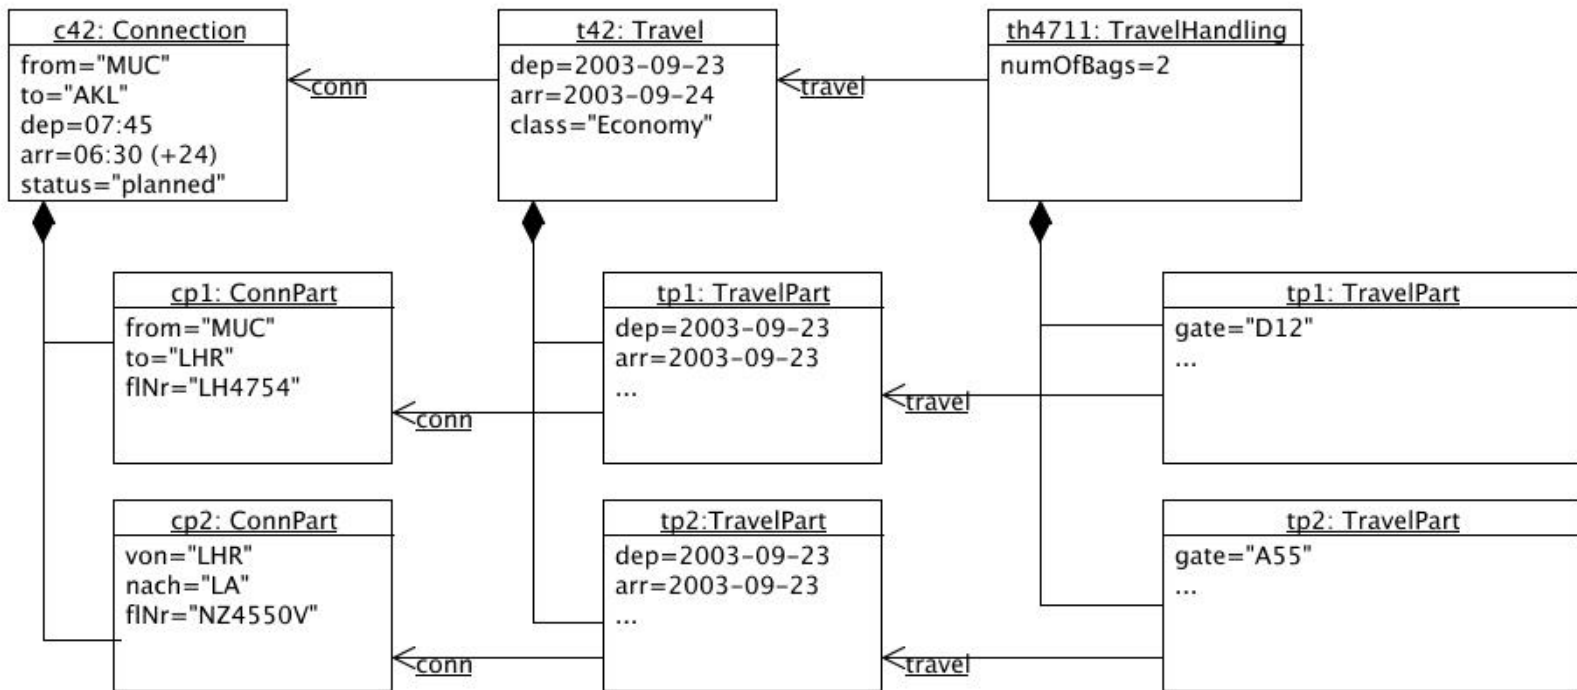 c42: Connection
from="MUC"
to="AKL"
dep=07:45
arr=06:30 (+24)
status="planned"
conn
t42: Travel
dep=2003-09-23
arr=2003-09-24
class="Economy"
travel
th4711: TravelHandling
numOfBags=2
cp1: ConnPart
from="MUC"
to="LHR"
flNr="LH4754"
conn
tp1: TravelPart
dep=2003-09-23
arr=2003-09-23
...
travel
tp1: TravelPart
gate="D12"
...
cp2: ConnPart
von="LHR"
nach="LA"
flNr="NZ4550V"
conn
tp2:TravelPart
dep=2003-09-23
arr=2003-09-23
...
travel
tp2: TravelPart
gate="A55"
...